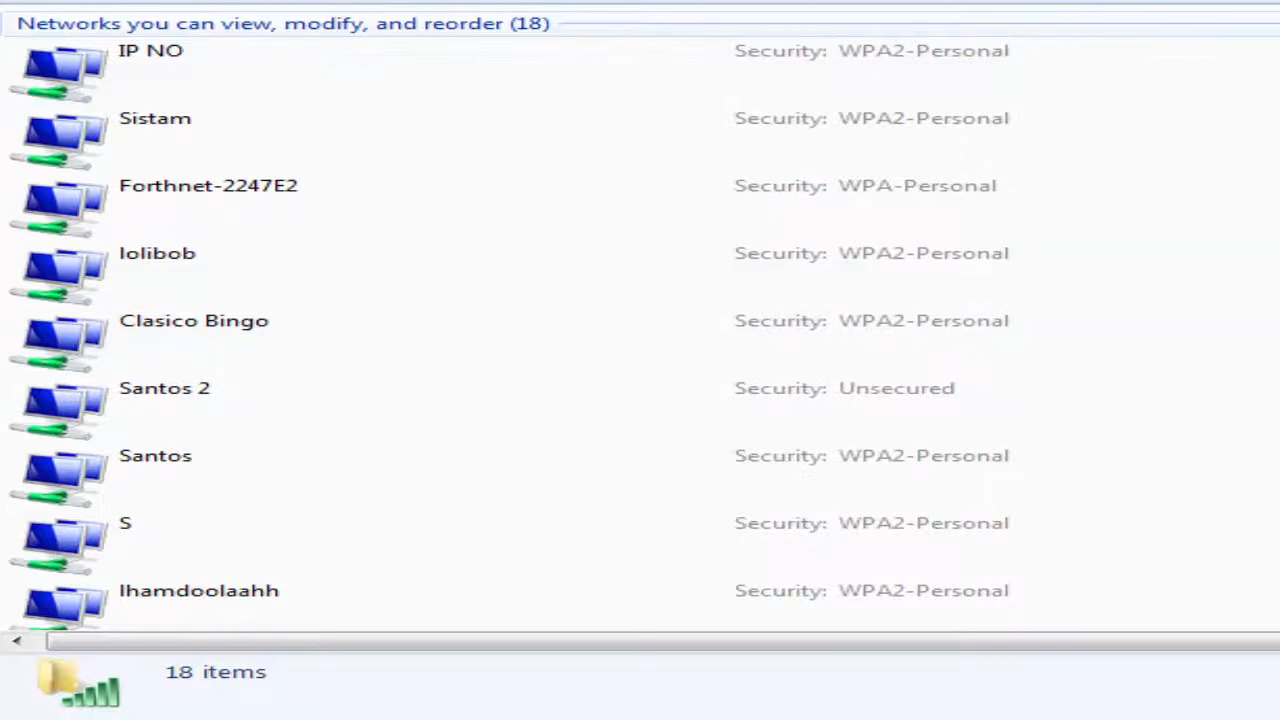 Networks you can view, modify, and reorder (18)
IP NO Security: WPA2-Personal
Sistam Security: WPA2-Personal
Forthnet-2247E2 Security: WPA-Personal
lolibob Security: WPA2-Personal
Clasico Bingo Security: WPA2-Personal
Santos 2 Security: Unsecured
Santos Security: WPA2-Personal
S Security: WPA2-Personal
lhamdoolaahh Security: WPA2-Personal
18 items